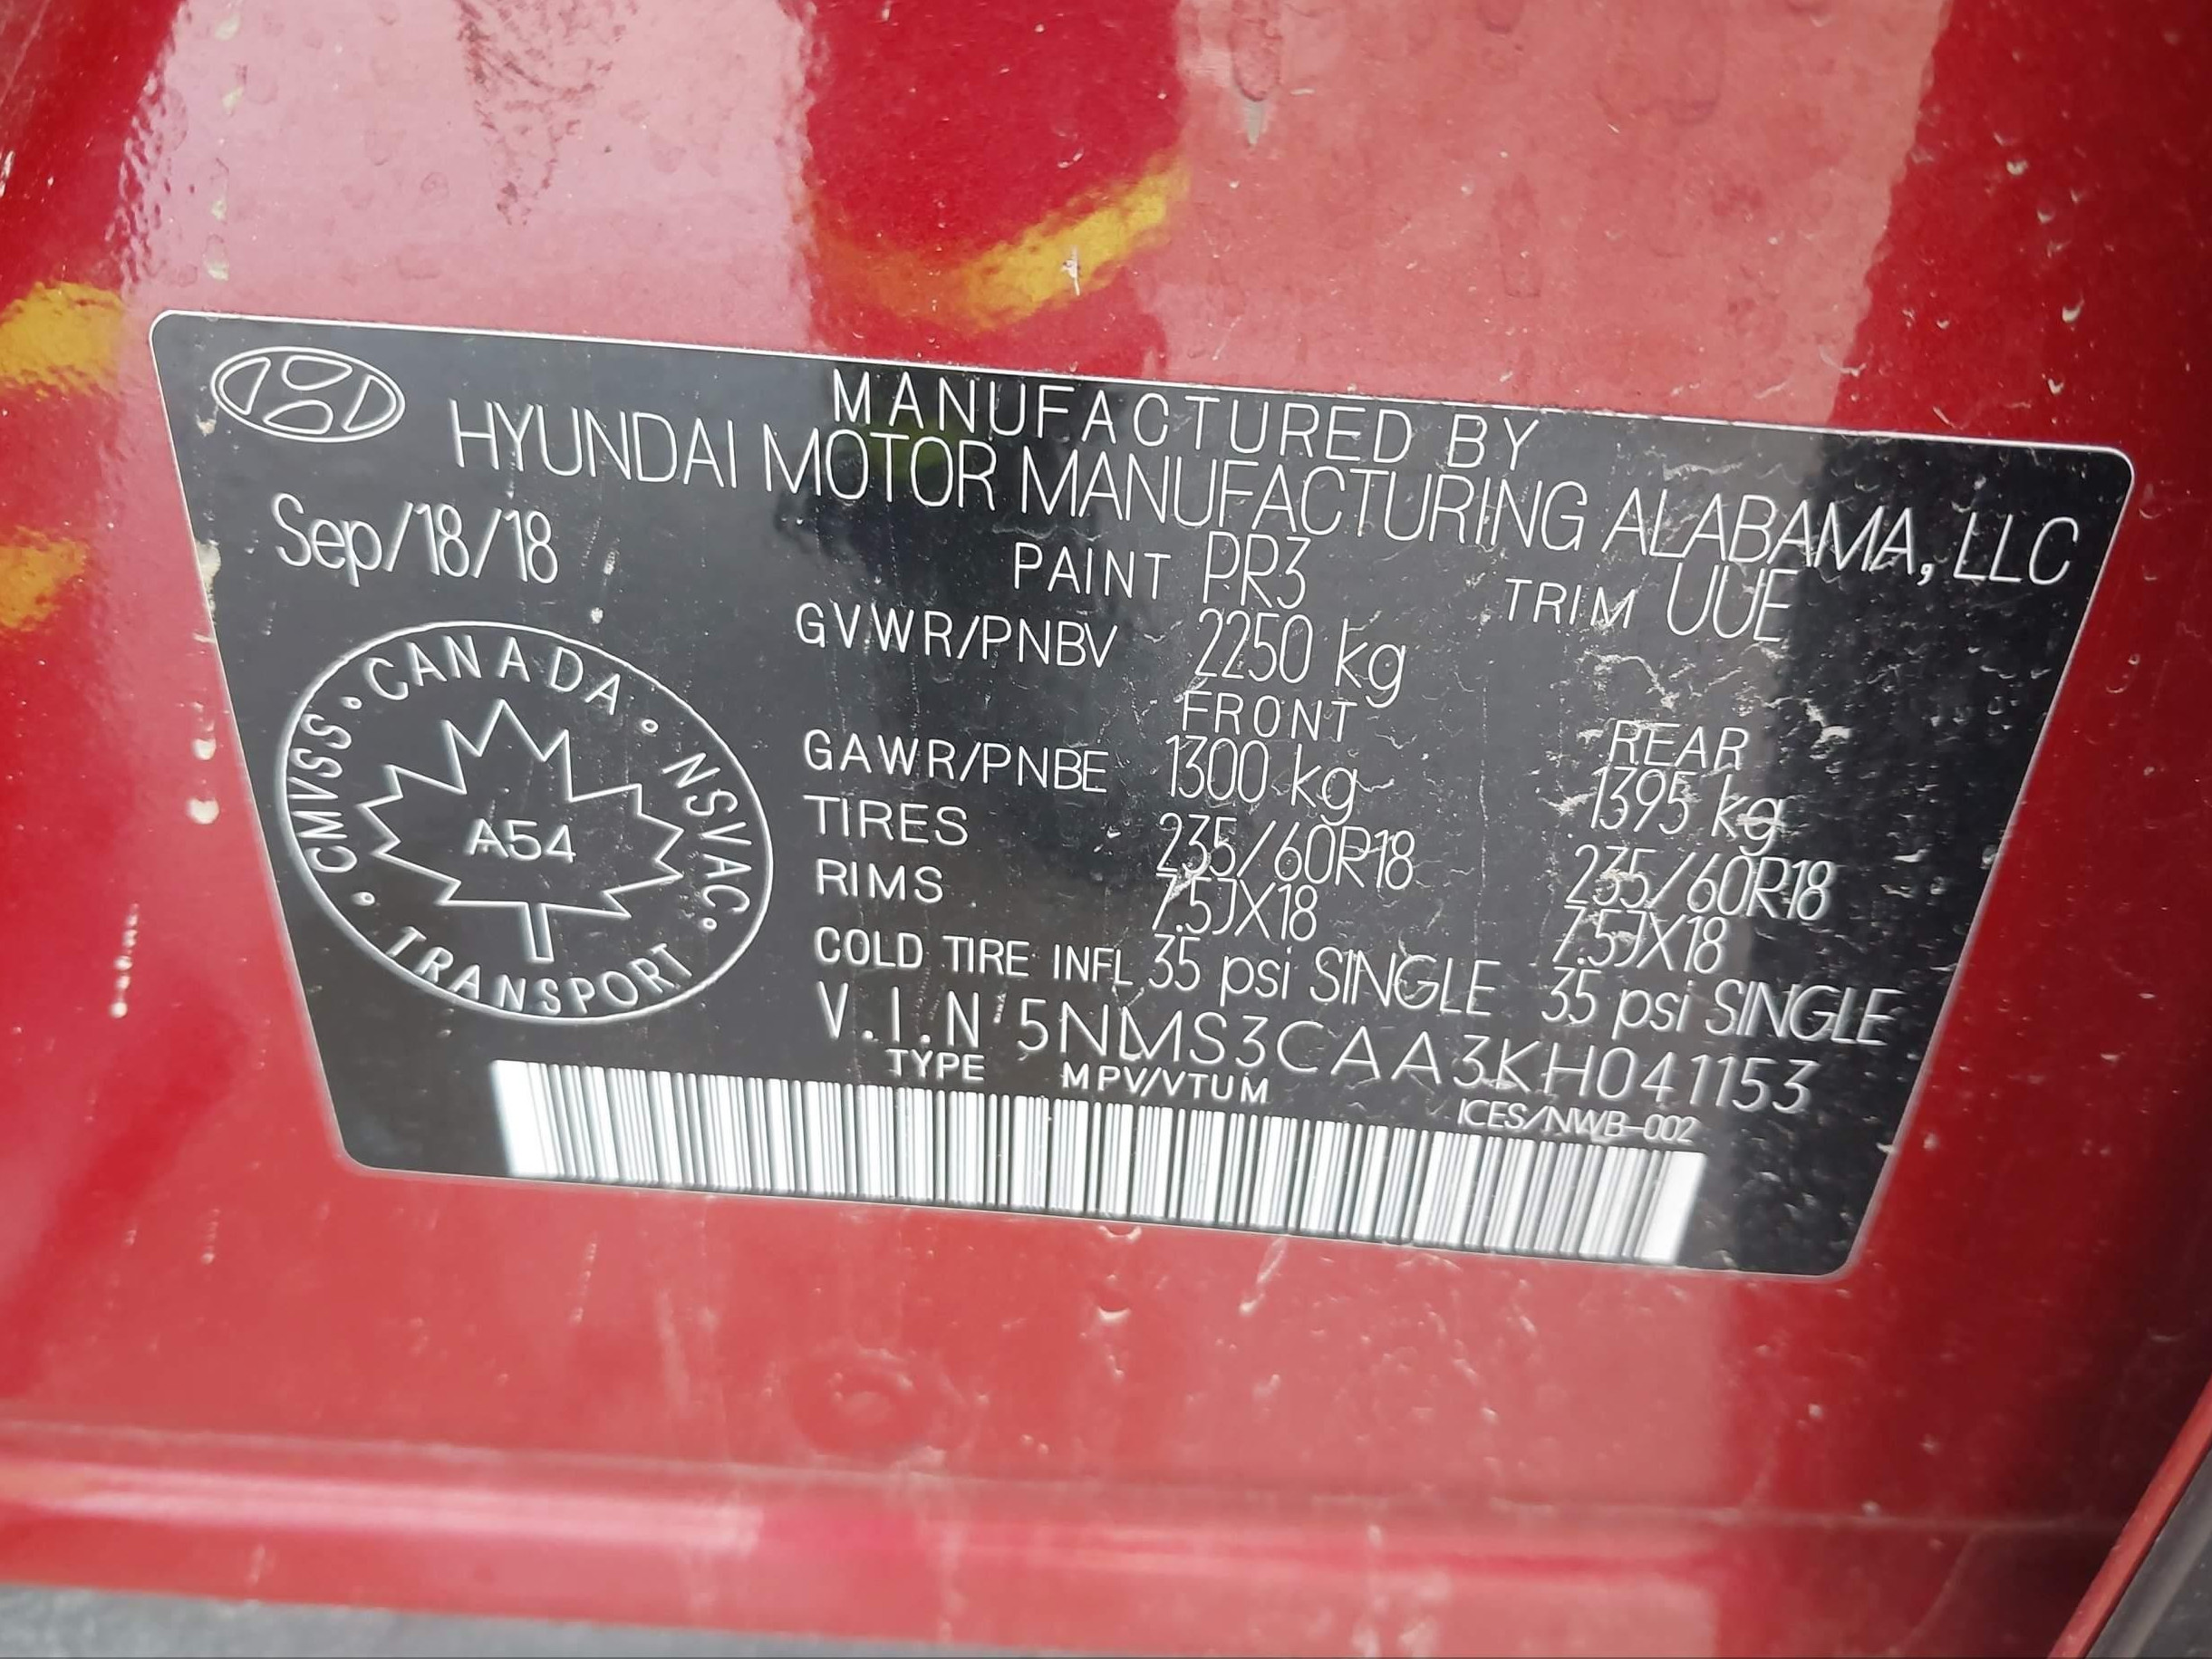 MANUFACTURED BY
HYUNDAI MOTOR MANUFACTURING ALABAMA, LLC
Sep/18/18
PAINT PR3 TRIM UUE
GVWR/PNBV 2250 kg
FRONT REAR
GAWR/PNBE 1300 kg 1395 kg
TIRES 235/60R18 235/60R18
RIMS 7.5JX18 7.5JX18
COLD TIRE INFL 35 psi SINGLE 35 psi SINGLE
V.I.N 5NMS3CAA3KH041153
TYPE MPV/VTUM
ICES/NWB-002
CANADA
CMVSS
NSVAC
TRANSPORT
A54